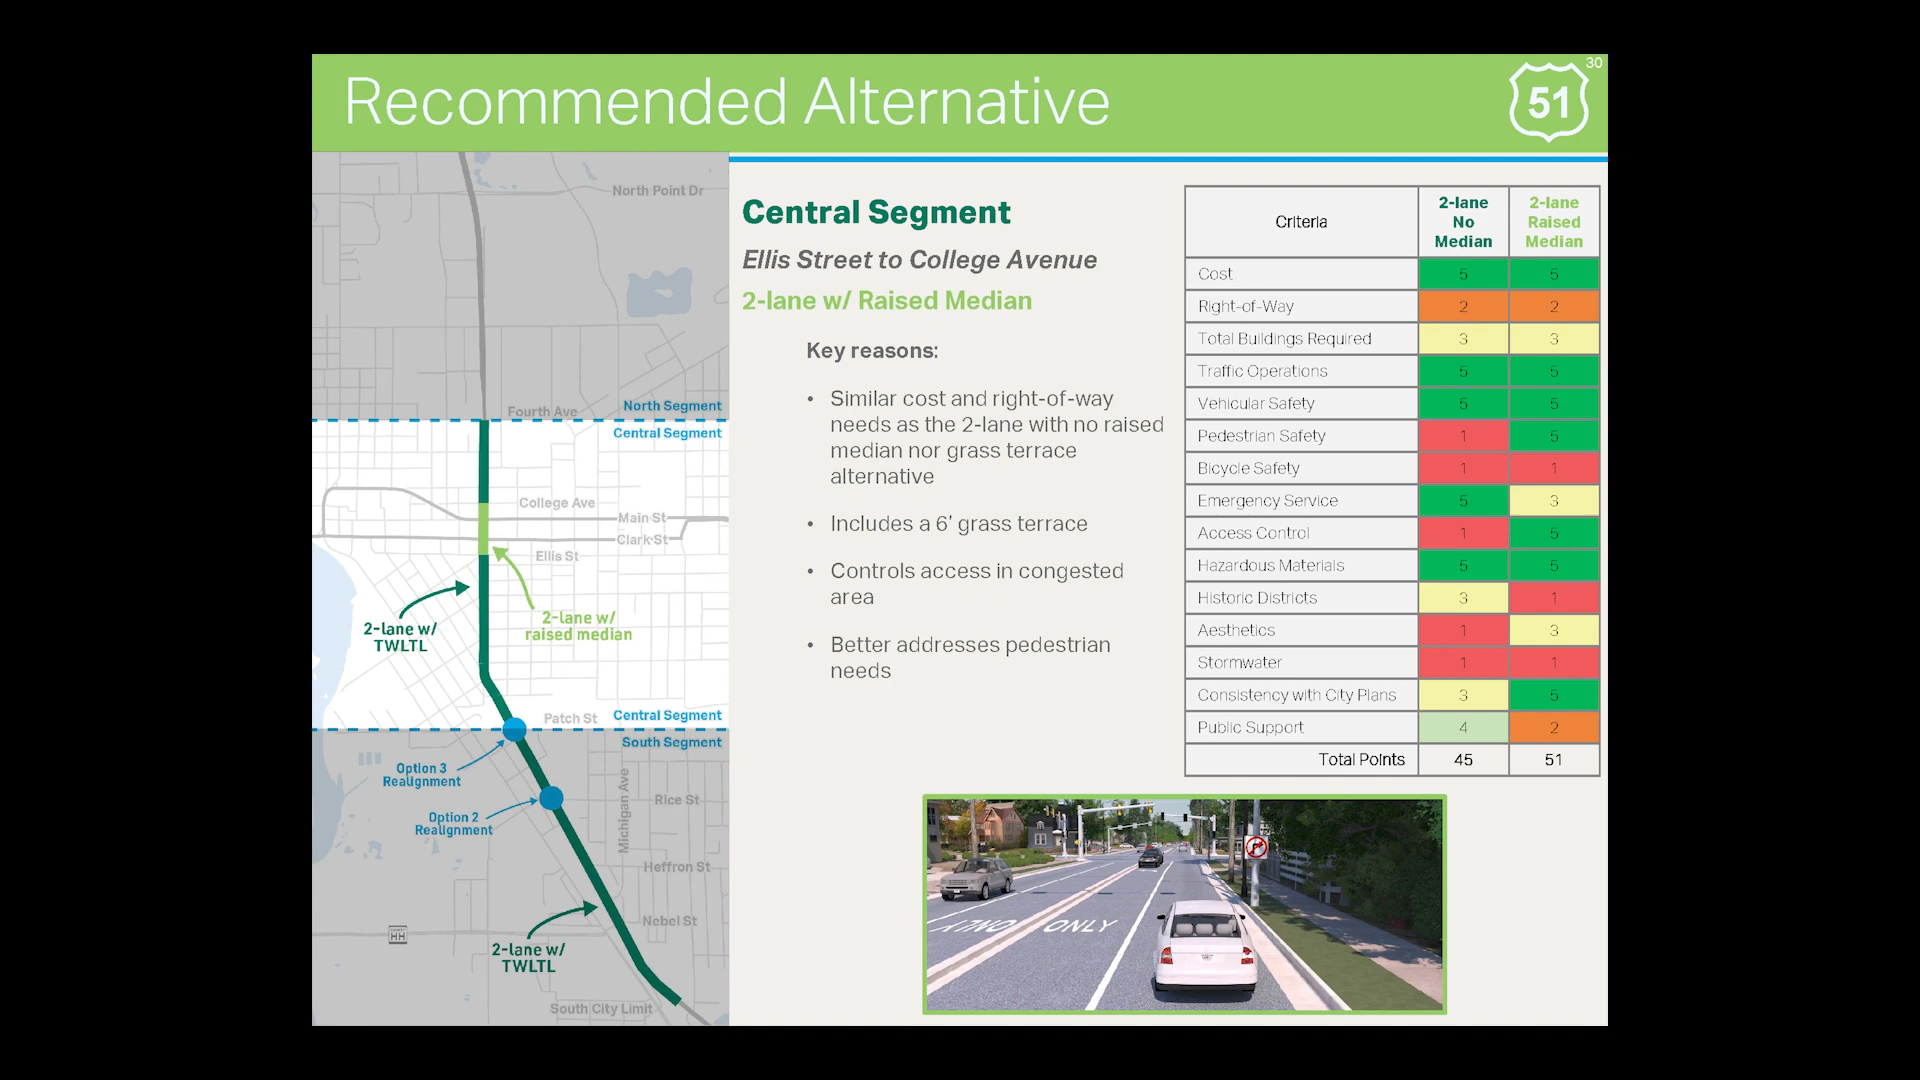 Recommended Alternative
30
51
North Point Dr
Fourth Ave
North Segment
Central Segment
College Ave
Main St
Clark St
Ellis St
2-lane w/
raised median
2-lane w/
TWLTL
Patch St
Central Segment
South Segment
Option 3
Realignment
Option 2
Realignment
Michigan Ave
Rice St
Heffron St
Nebel St
HH
2-lane w/
TWLTL
South City Limit
Central Segment
Ellis Street to College Avenue
2-lane w/ Raised Median
Key reasons:
• Similar cost and right-of-way
needs as the 2-lane with no raised
median nor grass terrace
alternative
• Includes a 6' grass terrace
• Controls access in congested
area
• Better addresses pedestrian
needs
Criteria 2-lane No Median 2-lane Raised Median
Cost 5 5
Right-of-Way 2 2
Total Buildings Required 3 3
Traffic Operations 5 5
Vehicular Safety 5 5
Pedestrian Safety 1 5
Bicycle Safety 1 1
Emergency Service 5 3
Access Control 1 5
Hazardous Materials 5 5
Historic Districts 3 1
Aesthetics 1 3
Stormwater 1 1
Consistency with City Plans 3 5
Public Support 4 2
Total Points 45 51
ONLY ONLY